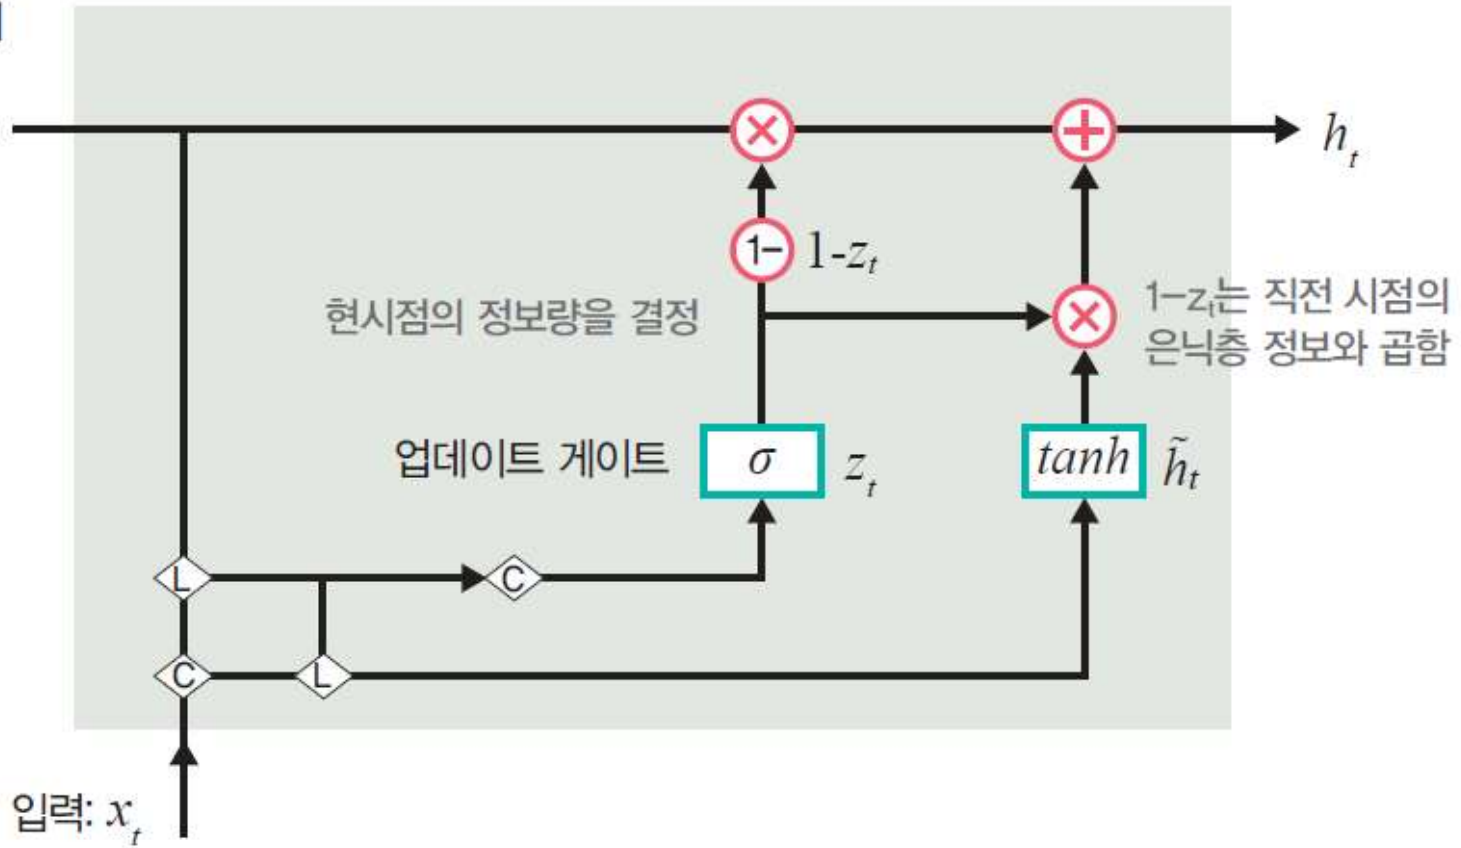 h_t
1- 1-z_t
현시점의 정보량을 결정
1−z_t는 직전 시점의
은닉층 정보와 곱함
업데이트 게이트 σ z_t tanh h̃_t
L C
C L
입력: x_t